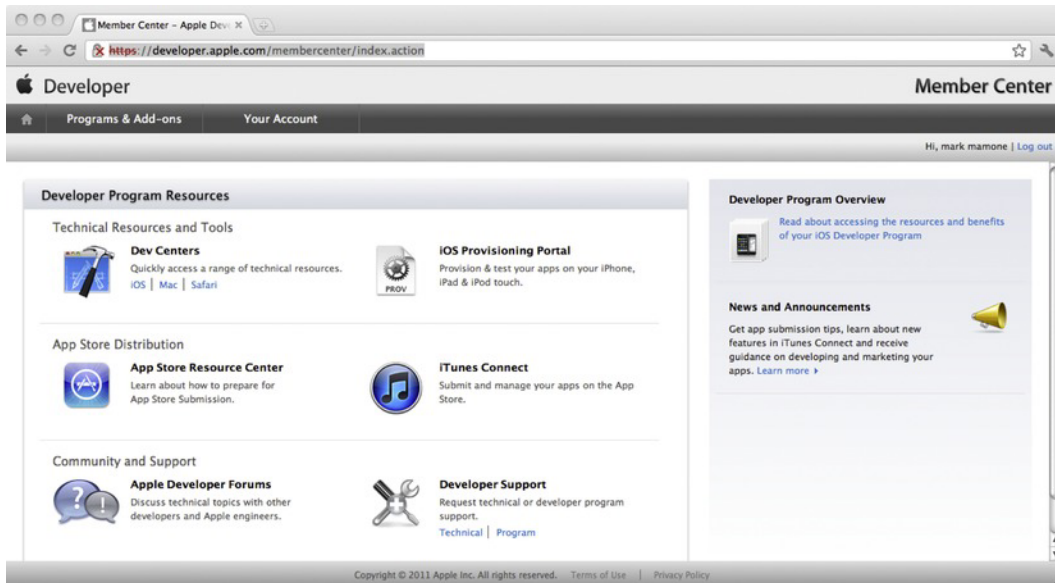 Member Center - Apple Dev
https://developer.apple.com/membercenter/index.action
Developer
Member Center
Programs & Add-ons
Your Account
Hi, mark mamone | Log out
Developer Program Resources
Technical Resources and Tools
Dev Centers
Quickly access a range of technical resources.
iOS | Mac | Safari
PROV
iOS Provisioning Portal
Provision & test your apps on your iPhone,
iPad & iPod touch.
App Store Distribution
App Store Resource Center
Learn about how to prepare for
App Store Submission.
iTunes Connect
Submit and manage your apps on the App
Store.
Community and Support
Apple Developer Forums
Discuss technical topics with other
developers and Apple engineers.
Developer Support
Request technical or developer program
support.
Technical | Program
Developer Program Overview
Read about accessing the resources and benefits
of your iOS Developer Program
News and Announcements
Get app submission tips, learn about new
features in iTunes Connect and receive
guidance on developing and marketing your
apps. Learn more
Copyright © 2011 Apple Inc. All rights reserved. Terms of Use | Privacy Policy